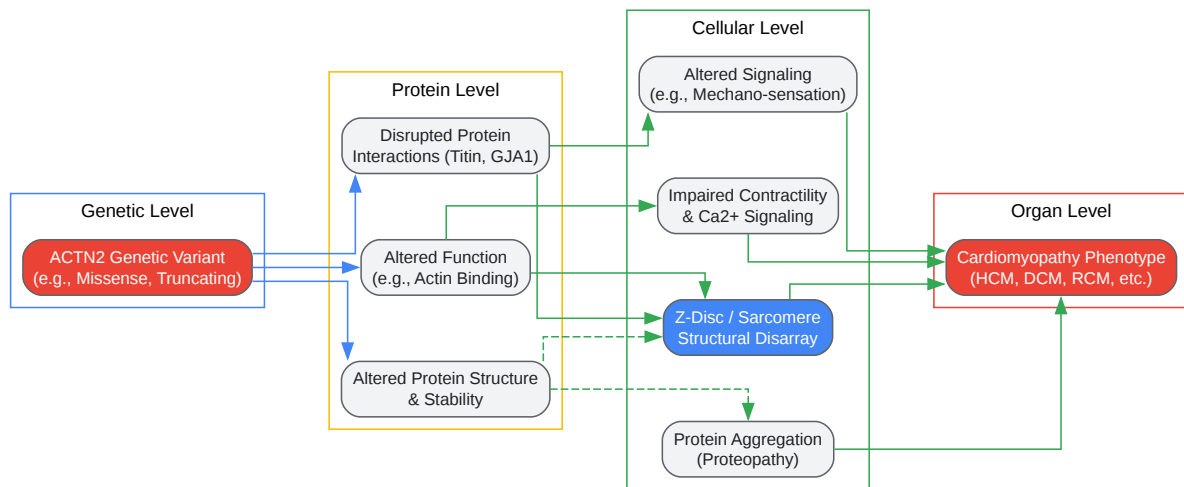 Genetic Level
ACTN2 Genetic Variant
(e.g., Missense, Truncating)
Protein Level
Disrupted Protein
Interactions (Titin, GJA1)
Altered Function
(e.g., Actin Binding)
Altered Protein Structure
& Stability
Cellular Level
Altered Signaling
(e.g., Mechano-sensation)
Impaired Contractility
& Ca2+ Signaling
Z-Disc / Sarcomere
Structural Disarray
Protein Aggregation
(Proteopathy)
Organ Level
Cardiomyopathy Phenotype
(HCM, DCM, RCM, etc.)